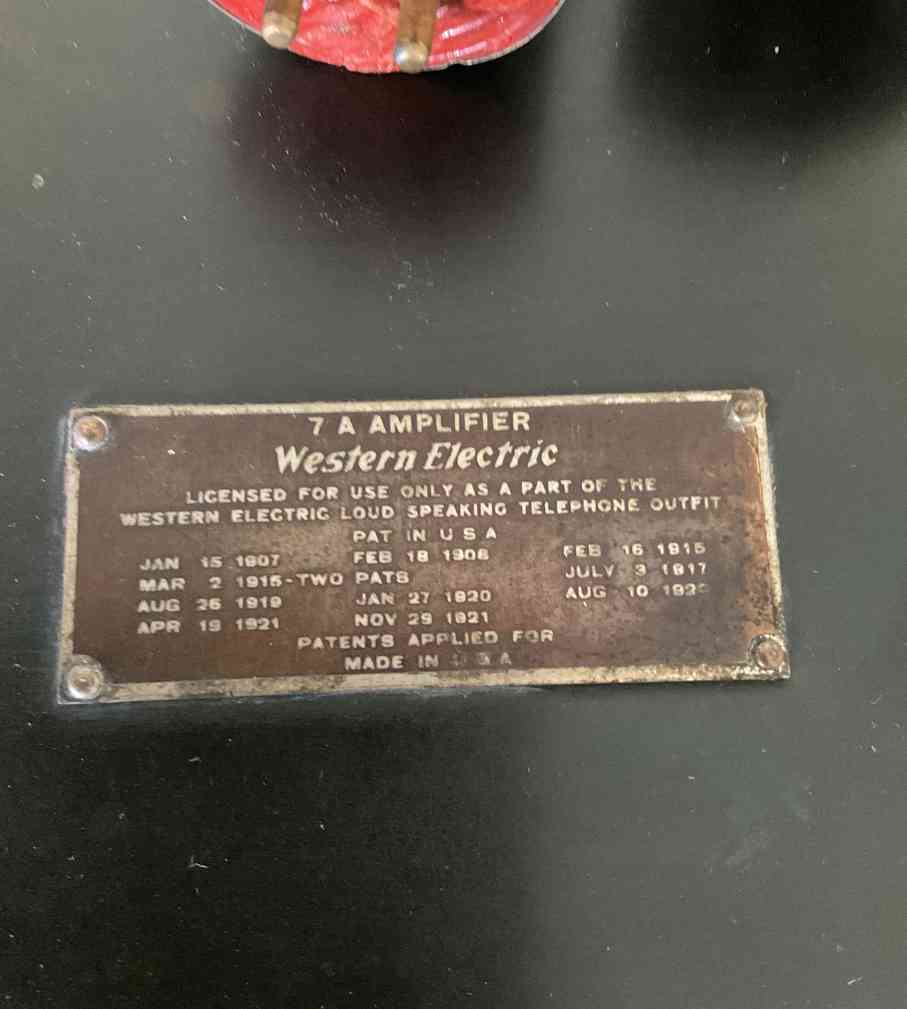 7 A AMPLIFIER
Western Electric
LICENSED FOR USE ONLY AS A PART OF THE
WESTERN ELECTRIC LOUD SPEAKING TELEPHONE OUTFIT
PAT IN U S A
JAN 15 1907 FEB 18 1908 FEB 16 1915
MAR 2 1915-TWO PATS JULY 3 1917
AUG 26 1919 JAN 27 1920 AUG 10
APR 19 1921 NOV 29 1921
PATENTS APPLIED FOR
MADE IN U S A